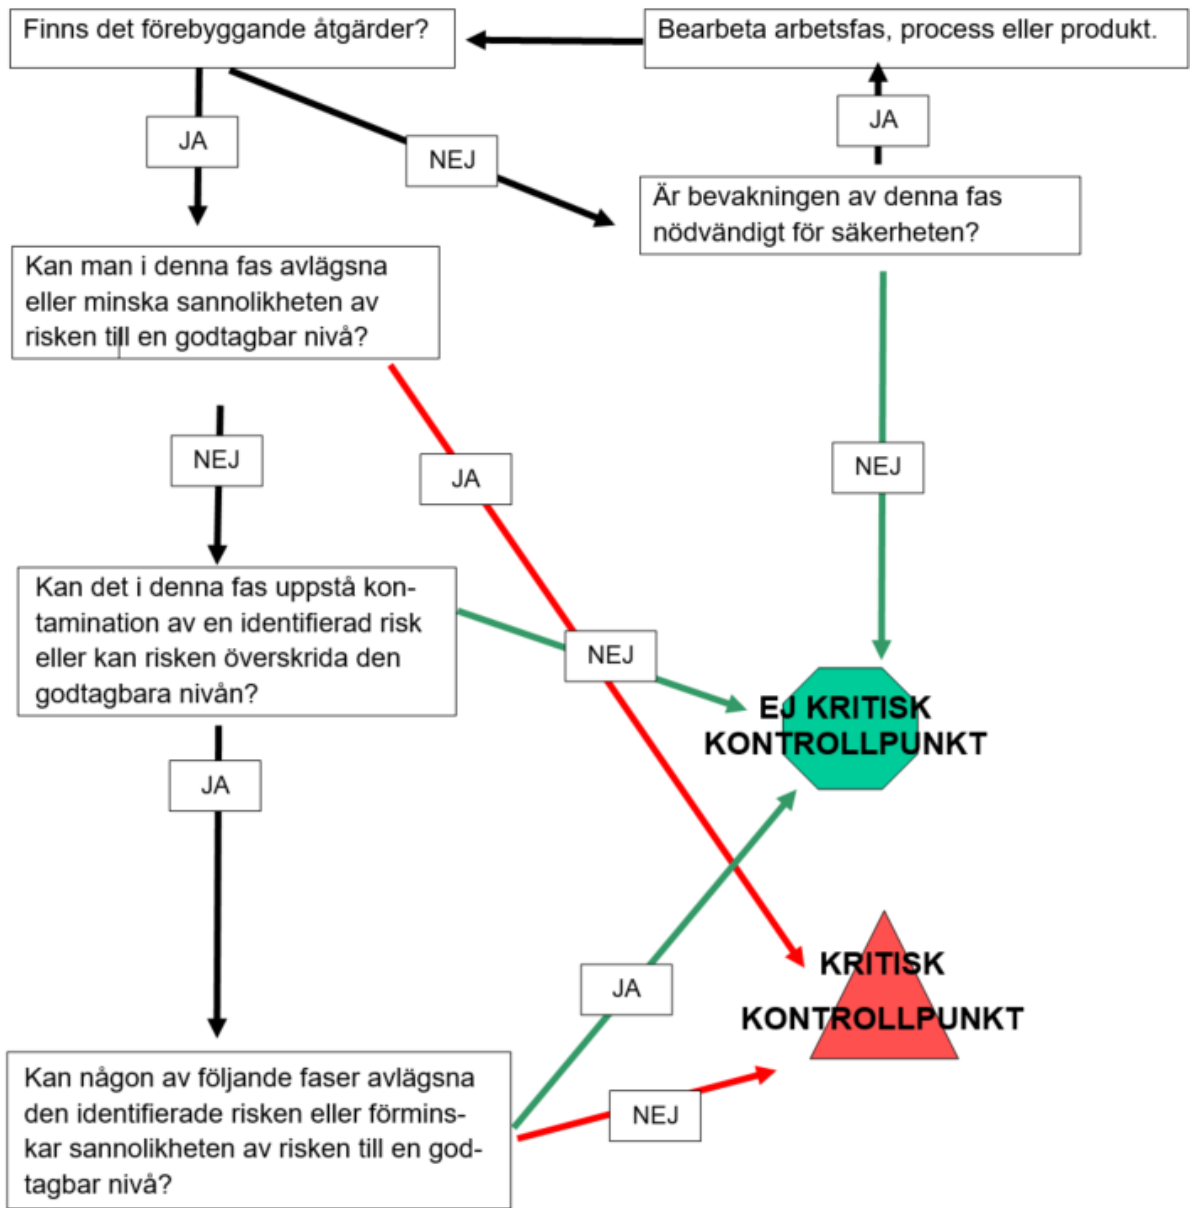 Finns det förebyggande åtgärder?
Bearbeta arbetsfas, process eller produkt.
JA
JA
NEJ
Är bevakningen av denna fas
nödvändigt för säkerheten?
Kan man i denna fas avlägsna
eller minska sannolikheten av
risken till en godtagbar nivå?
NEJ
JA
NEJ
Kan det i denna fas uppstå kon-
tamination av en identifierad risk
eller kan risken överskrida den
godtagbara nivån?
NEJ
EJ KRITISK
KONTROLLPUNKT
JA
JA
KRITISK
KONTROLLPUNKT
Kan någon av följande faser avlägsna
den identifierade risken eller förmins-
kar sannolikheten av risken till en god-
tagbar nivå?
NEJ